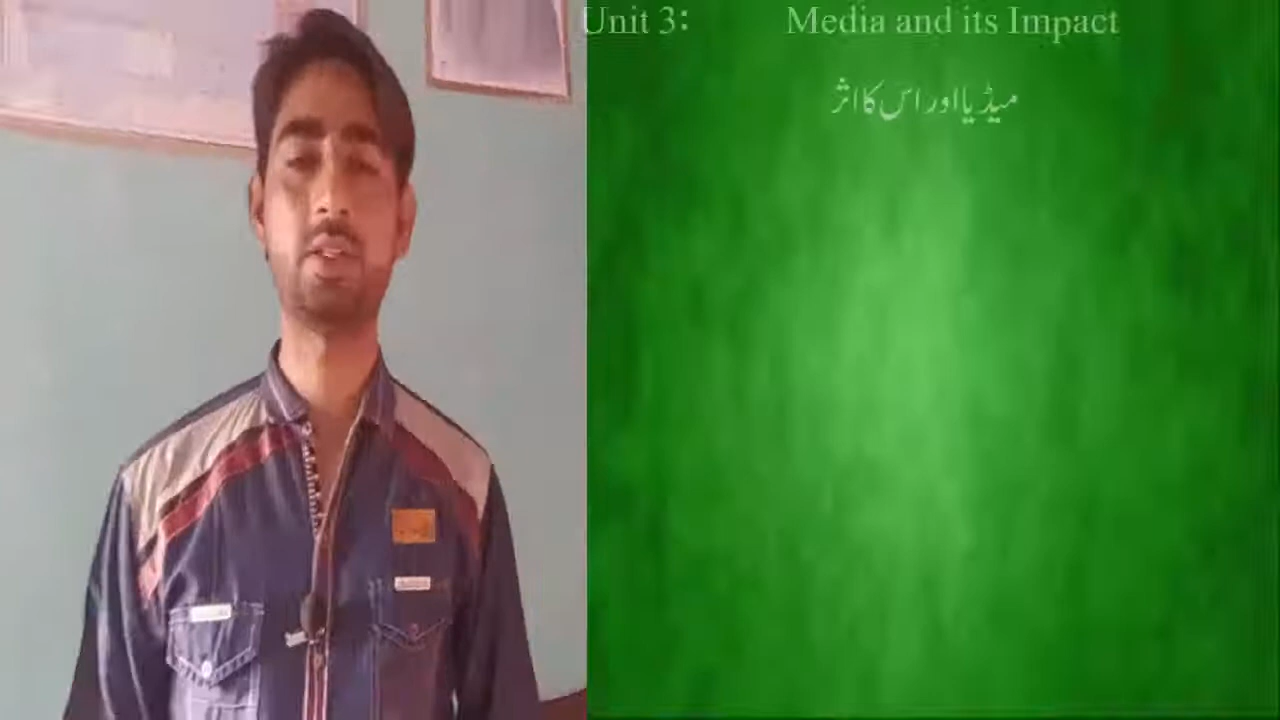 Unit 3: Media and its Impact
میڈیا اور اس کا اثر